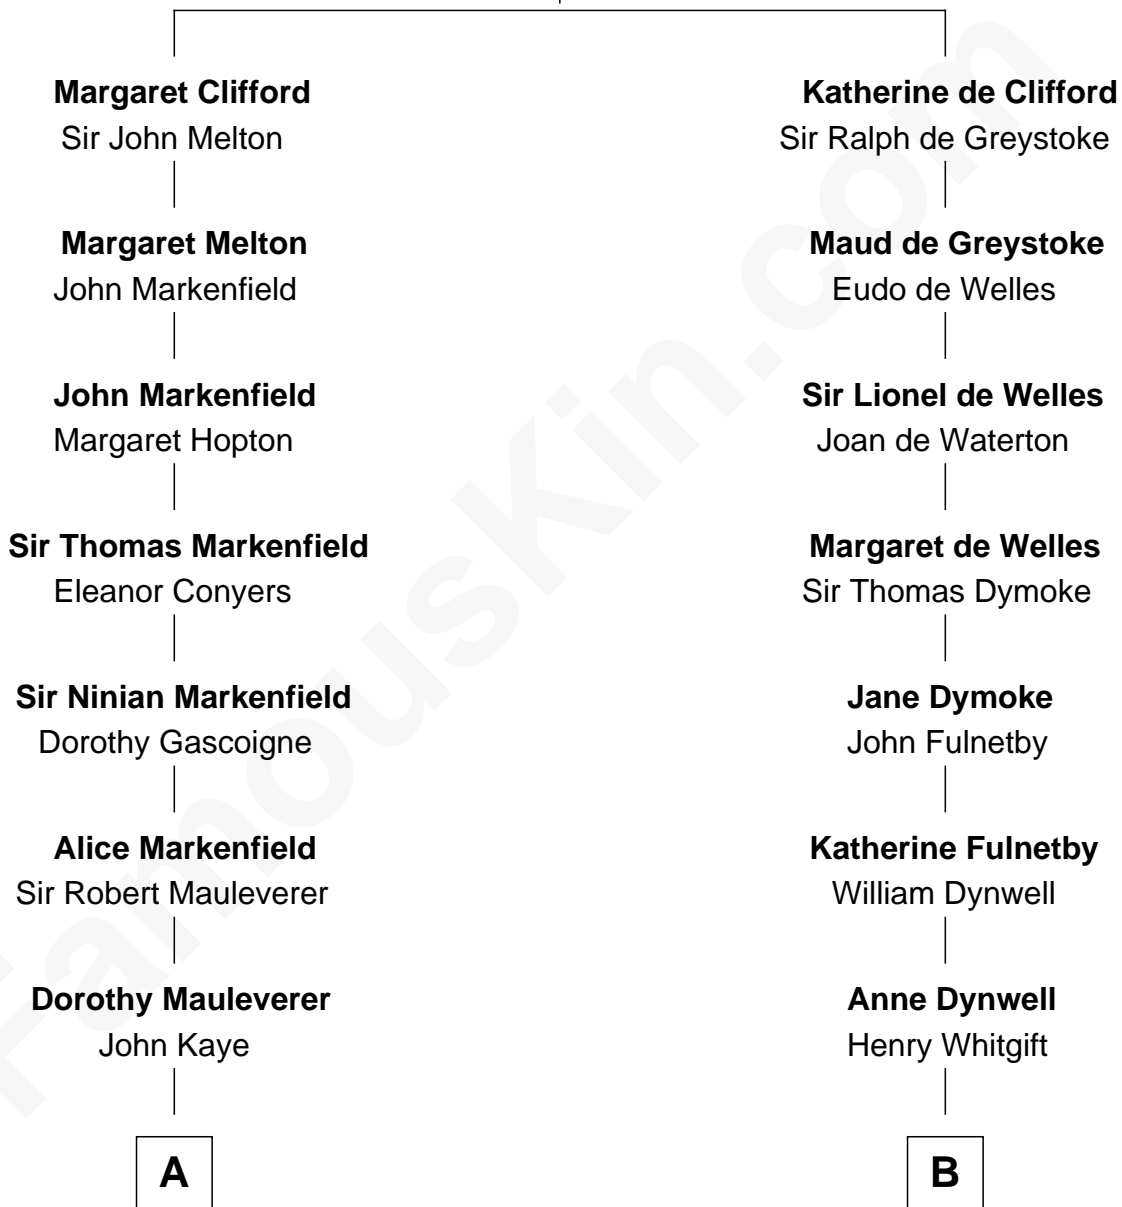 Margaret Clifford
Sir John Melton
Margaret Melton
John Markenfield
John Markenfield
Margaret Hopton
Sir Thomas Markenfield
Eleanor Conyers
Sir Ninian Markenfield
Dorothy Gascoigne
Alice Markenfield
Sir Robert Mauleverer
Dorothy Mauleverer
John Kaye
A
Katherine de Clifford
Sir Ralph de Greystoke
Maud de Greystoke
Eudo de Welles
Sir Lionel de Welles
Joan de Waterton
Margaret de Welles
Sir Thomas Dymoke
Jane Dymoke
John Fulnetby
Katherine Fulnetby
William Dynwell
Anne Dynwell
Henry Whitgift
B
FamousKin.com